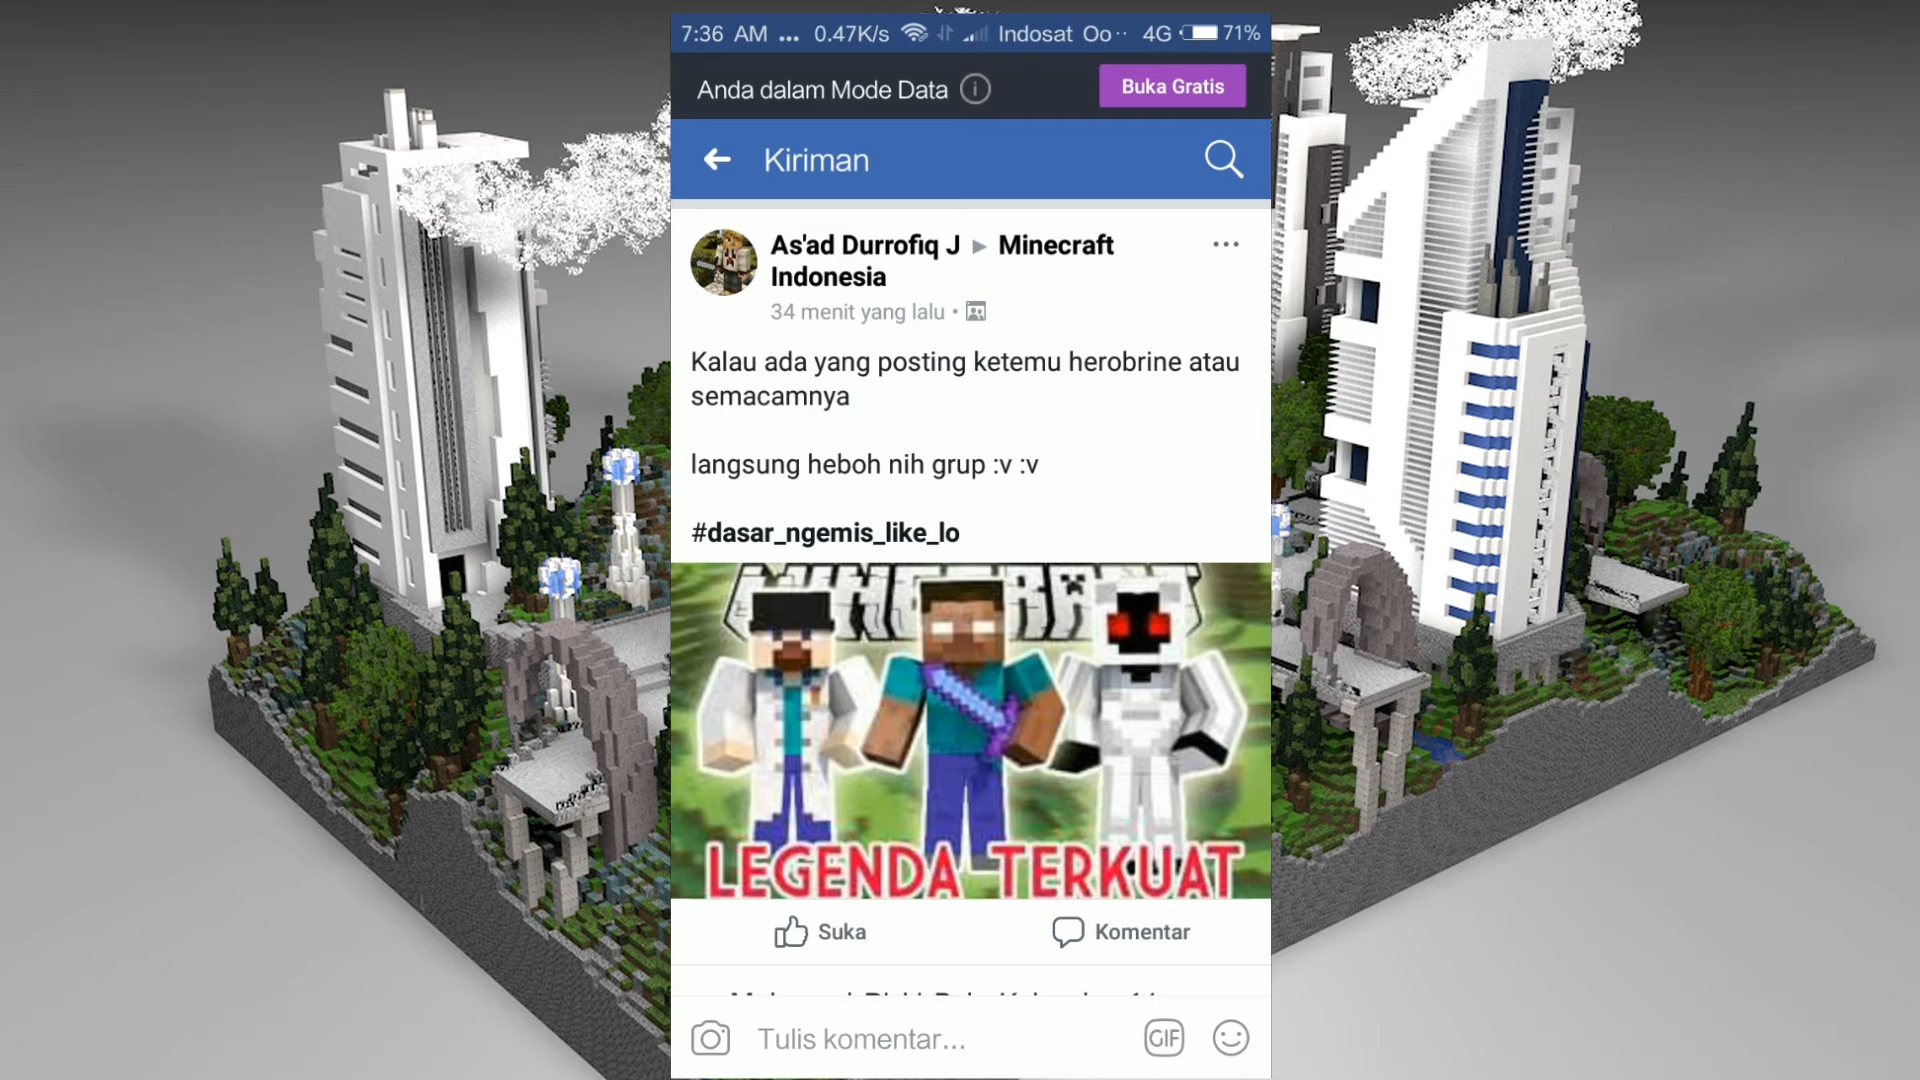 7:36 AM ... 0.47K/s Indosat Oo·· 4G 71%
Anda dalam Mode Data
Buka Gratis
Kiriman
As'ad Durrofiq J ▸ Minecraft
Indonesia
34 menit yang lalu •
Kalau ada yang posting ketemu herobrine atau
semacamnya
langsung heboh nih grup :v :v
#dasar_ngemis_like_lo
MINECRAFT
LEGENDA TERKUAT
Suka
Komentar
Tulis komentar...
GIF